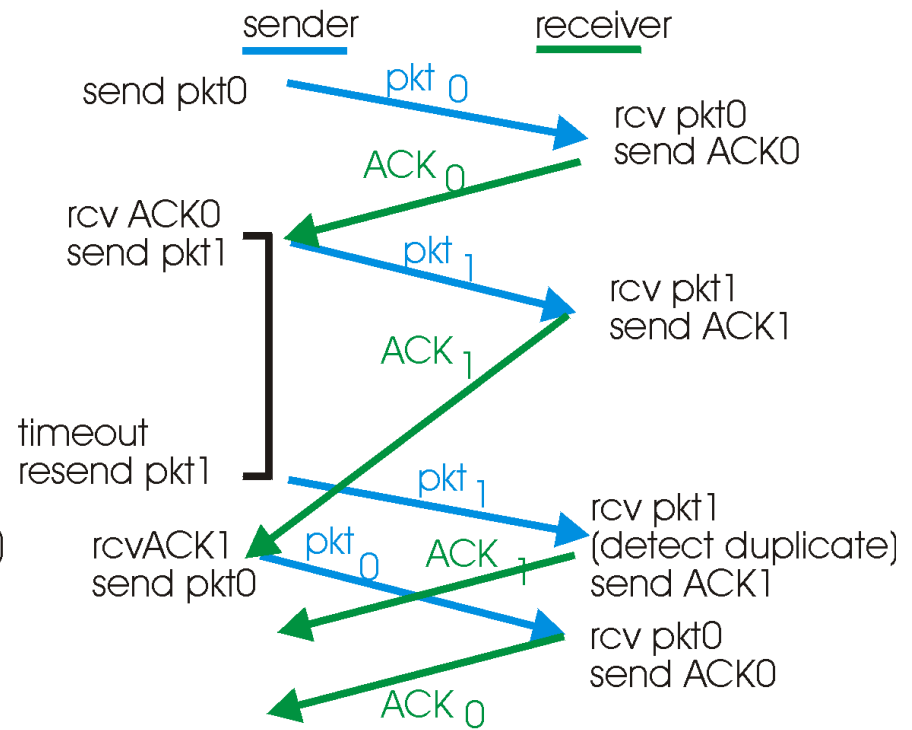 sender
receiver
send pkt0
pkt 0
rcv pkt0
send ACK0
ACK 0
rcv ACK0
send pkt1
pkt 1
rcv pkt1
send ACK1
ACK 1
timeout
resend pkt1
pkt 1
rcv pkt1
(detect duplicate)
send ACK1
)
rcvACK1
send pkt0
pkt 0
ACK 1
rcv pkt0
send ACK0
ACK 0